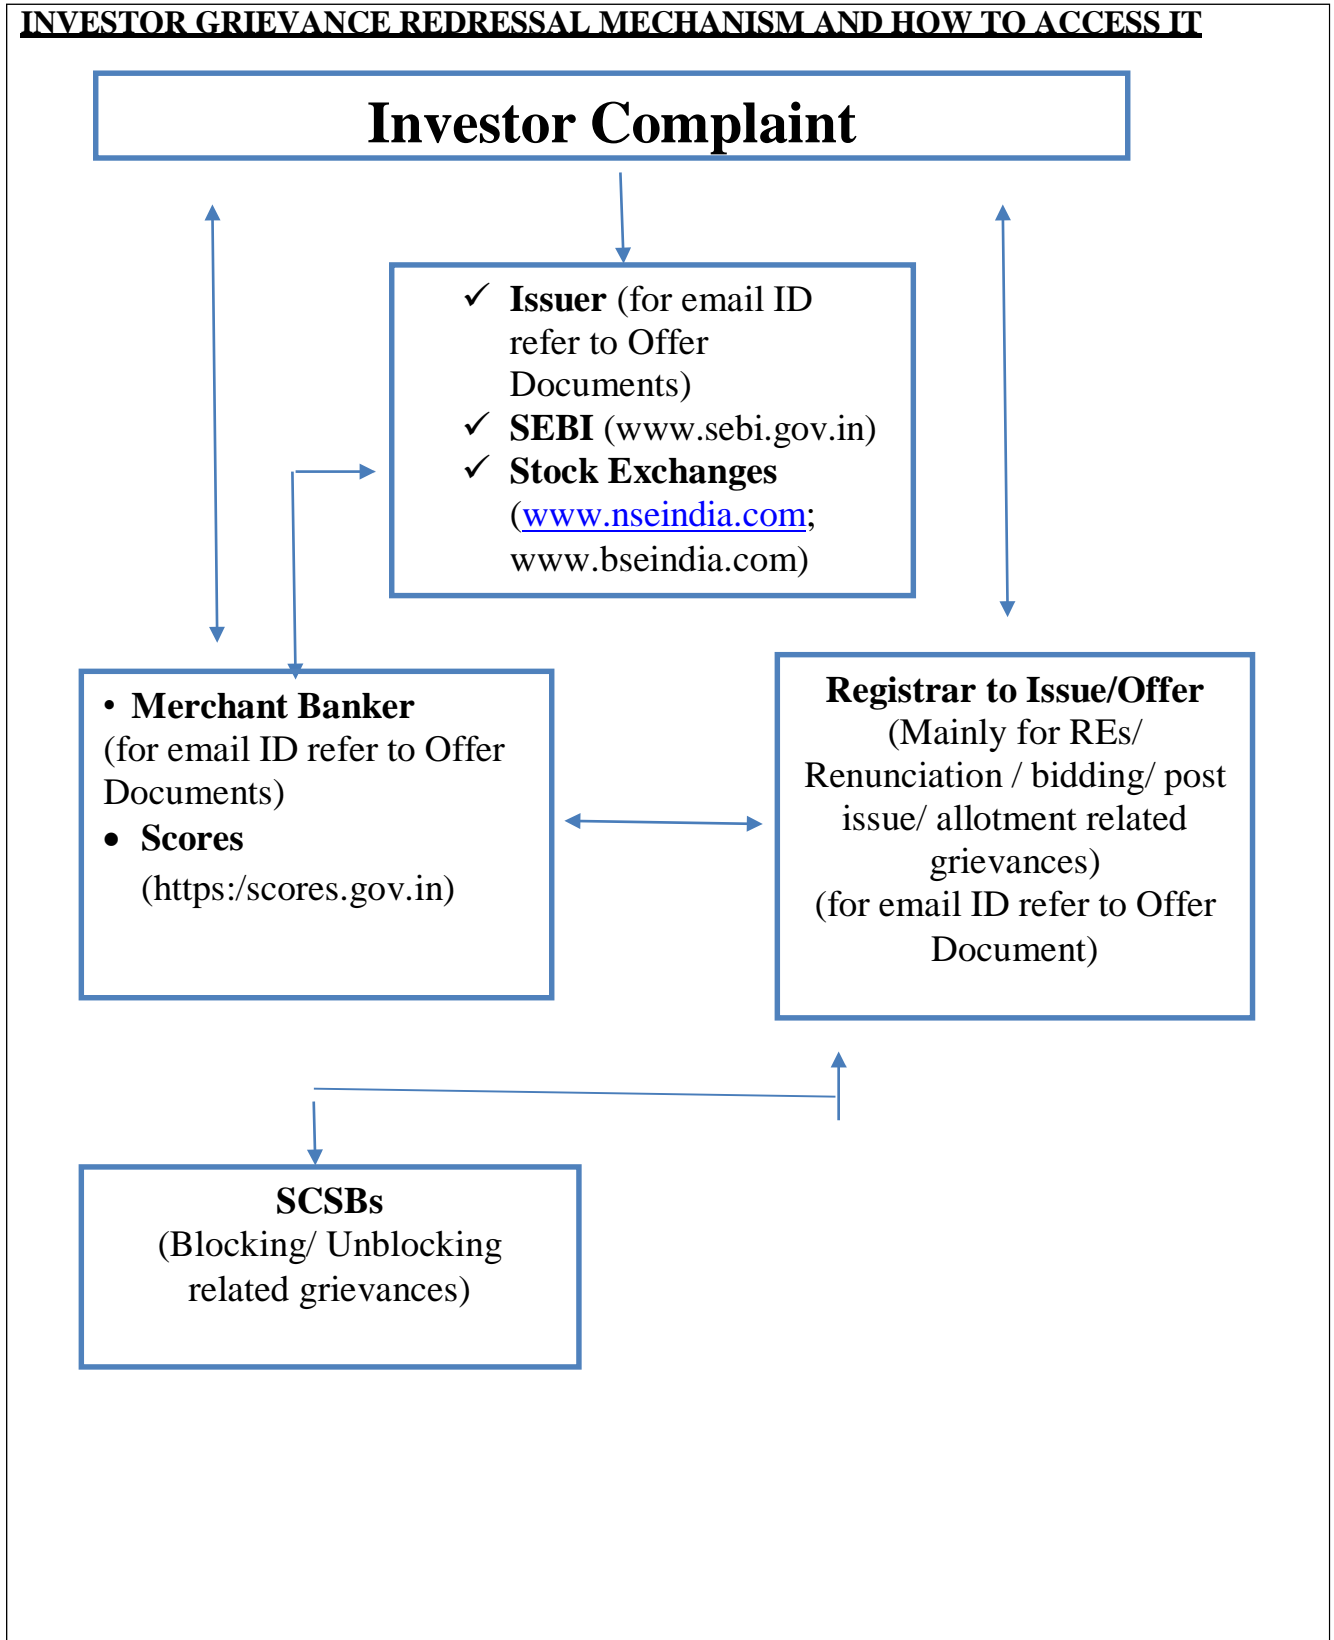 INVESTOR GRIEVANCE REDRESSAL MECHANISM AND HOW TO ACCESS IT
Investor Complaint
✓ Issuer (for email ID
refer to Offer
Documents)
✓ SEBI (www.sebi.gov.in)
✓ Stock Exchanges
(www.nseindia.com;
www.bseindia.com)
• Merchant Banker
(for email ID refer to Offer
Documents)
• Scores
(https:/scores.gov.in)
Registrar to Issue/Offer
(Mainly for REs/
Renunciation / bidding/ post
issue/ allotment related
grievances)
(for email ID refer to Offer
Document)
SCSBs
(Blocking/ Unblocking
related grievances)